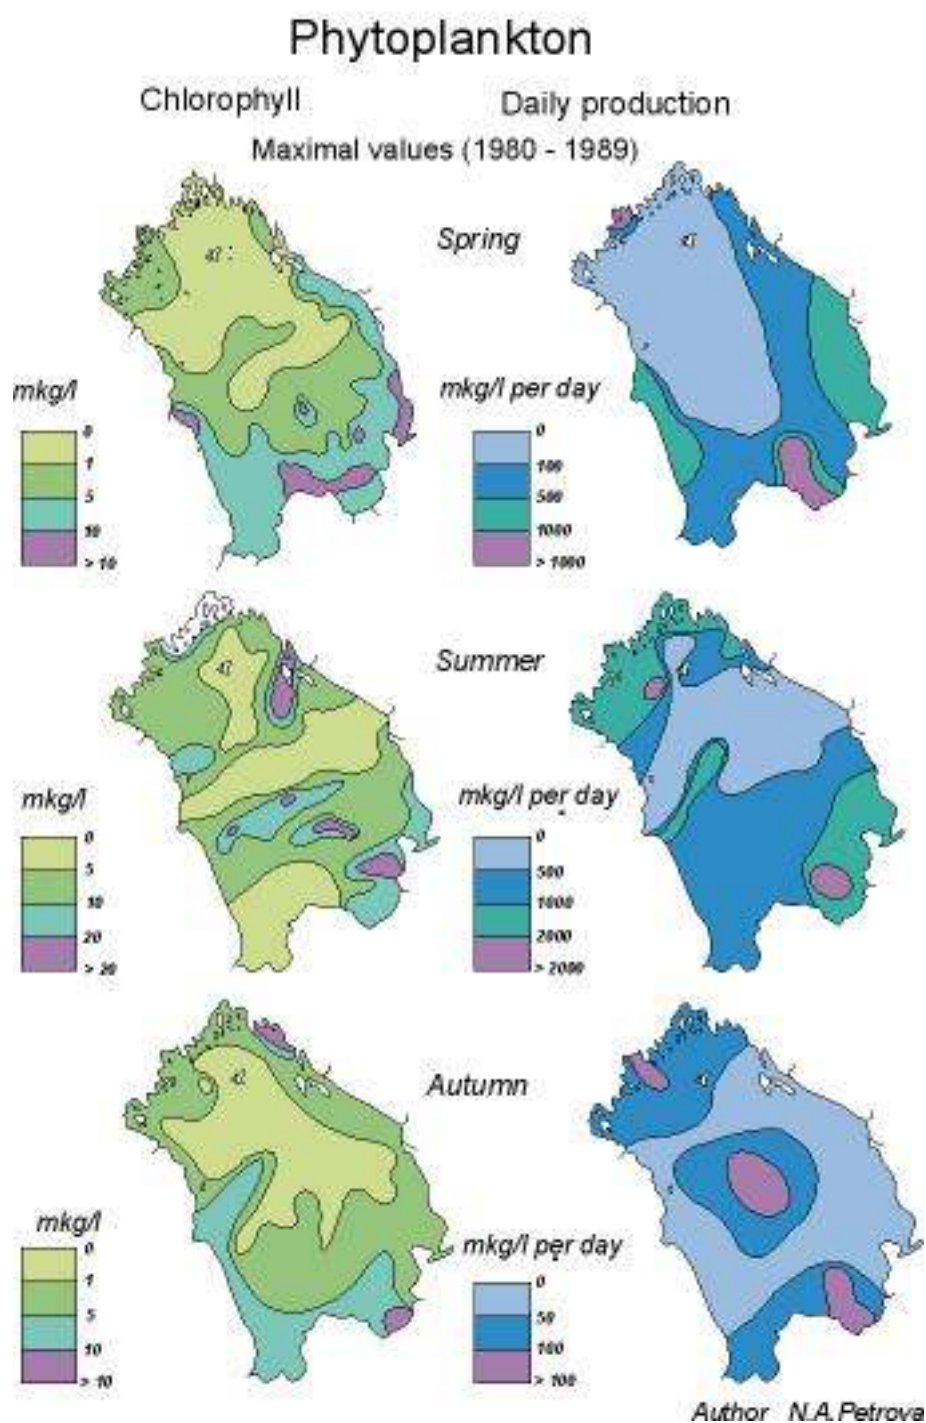 Phytoplankton
Chlorophyll
Daily production
Maximal values (1980 - 1989)
Spring
mkg/l
0
1
5
10
> 10
mkg/l per day
0
100
500
1000
> 1000
Summer
mkg/l
0
5
10
20
> 20
mkg/l per day
0
500
1000
2000
> 2000
Autumn
mkg/l
0
1
5
10
> 10
mkg/l per day
0
50
100
> 100
Author N.A.Petrova